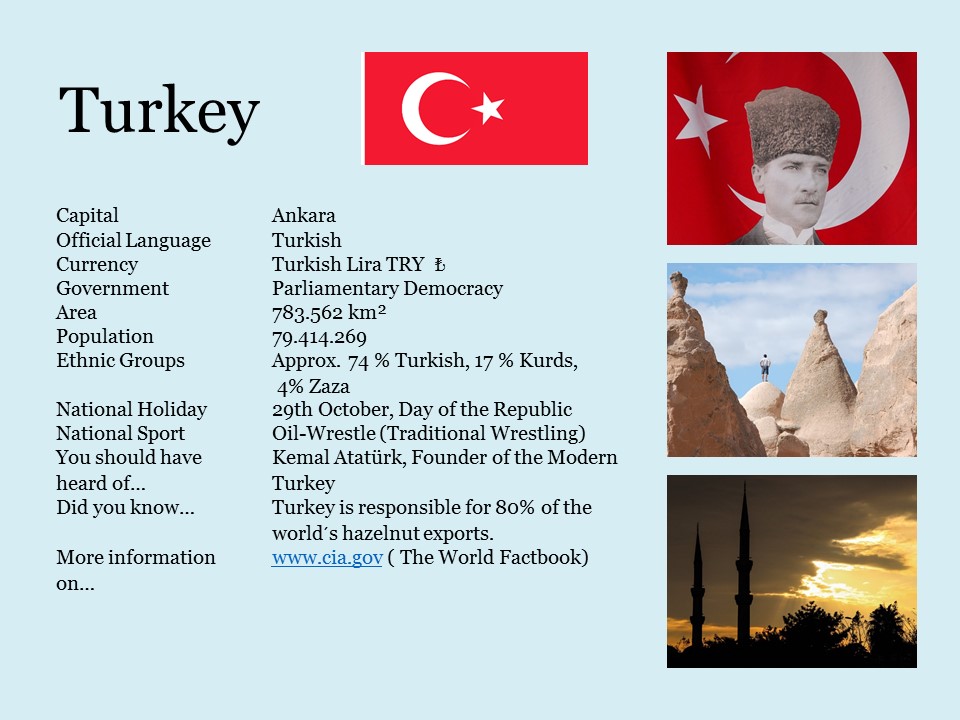 Turkey
Capital Ankara
Official Language Turkish
Currency Turkish Lira TRY ₺
Government Parliamentary Democracy
Area 783.562 km²
Population 79.414.269
Ethnic Groups Approx. 74 % Turkish, 17 % Kurds,
4% Zaza
National Holiday 29th October, Day of the Republic
National Sport Oil-Wrestle (Traditional Wrestling)
You should have Kemal Atatürk, Founder of the Modern
heard of... Turkey
Did you know... Turkey is responsible for 80% of the
world´s hazelnut exports.
More information www.cia.gov ( The World Factbook)
on...